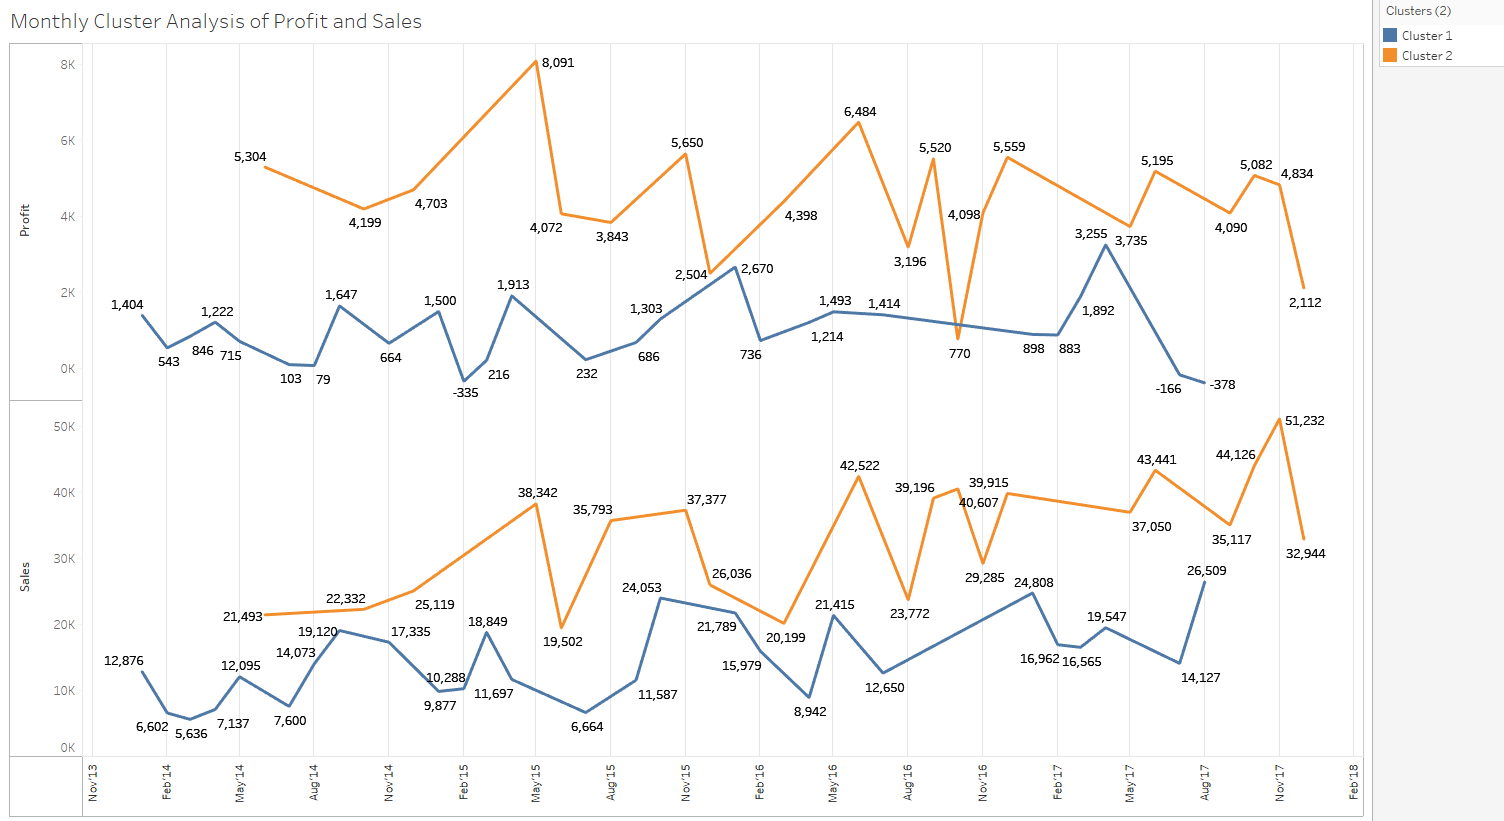 Monthly Cluster Analysis of Profit and Sales
Clusters (2)
Cluster 1
Cluster 2
Profit
8K
6K
4K
2K
0K
5,304
4,199
4,703
8,091
4,072
3,843
5,650
2,504
4,398
6,484
3,196
5,520
770
4,098
5,559
3,735
5,195
4,090
5,082
4,834
2,112
1,404
543
846
1,222
715
103
79
1,647
664
1,500
-335
216
1,913
232
686
1,303
2,670
736
1,214
1,493
1,414
898
883
1,892
3,255
-166
-378
Sales
50K
40K
30K
20K
10K
0K
21,493
22,332
25,119
38,342
19,502
35,793
37,377
26,036
20,199
42,522
23,772
39,196
40,607
29,285
39,915
37,050
43,441
35,117
44,126
51,232
32,944
12,876
6,602
5,636
7,137
12,095
7,600
14,073
19,120
17,335
9,877
10,288
18,849
11,697
6,664
11,587
24,053
21,789
15,979
8,942
21,415
12,650
24,808
16,962
16,565
19,547
14,127
26,509
Nov'13
Feb'14
May'14
Aug'14
Nov'14
Feb'15
May'15
Aug'15
Nov'15
Feb'16
May'16
Aug'16
Nov'16
Feb'17
May'17
Aug'17
Nov'17
Feb'18